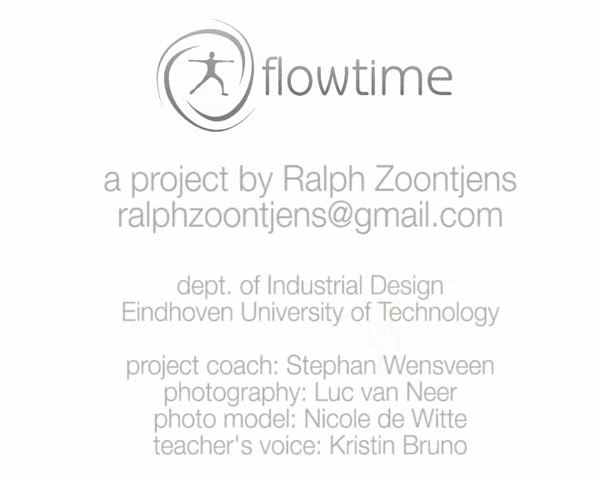 flowtime
a project by Ralph Zoontjens
ralphzoontjens@gmail.com
dept. of Industrial Design
Eindhoven University of Technology
project coach: Stephan Wensveen
photography: Luc van Neer
photo model: Nicole de Witte
teacher's voice: Kristin Bruno